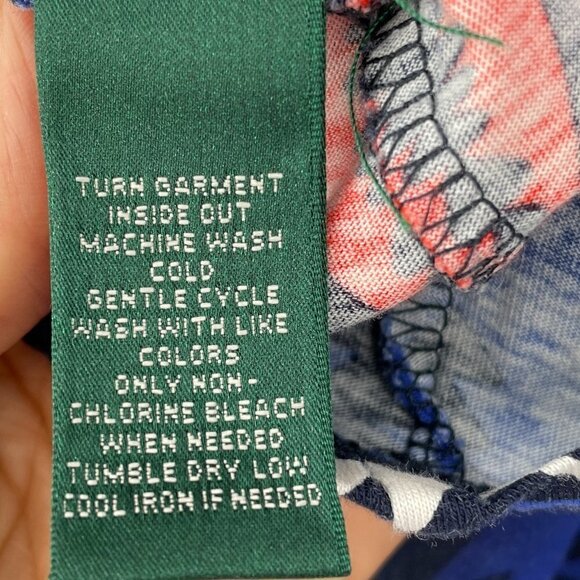 TURN GARMENT
INSIDE OUT
MACHINE WASH
COLD
GENTLE CYCLE
WASH WITH LIKE
COLORS
ONLY NON-
CHLORINE BLEACH
WHEN NEEDED
TUMBLE DRY LOW
COOL IRON IF NEEDED